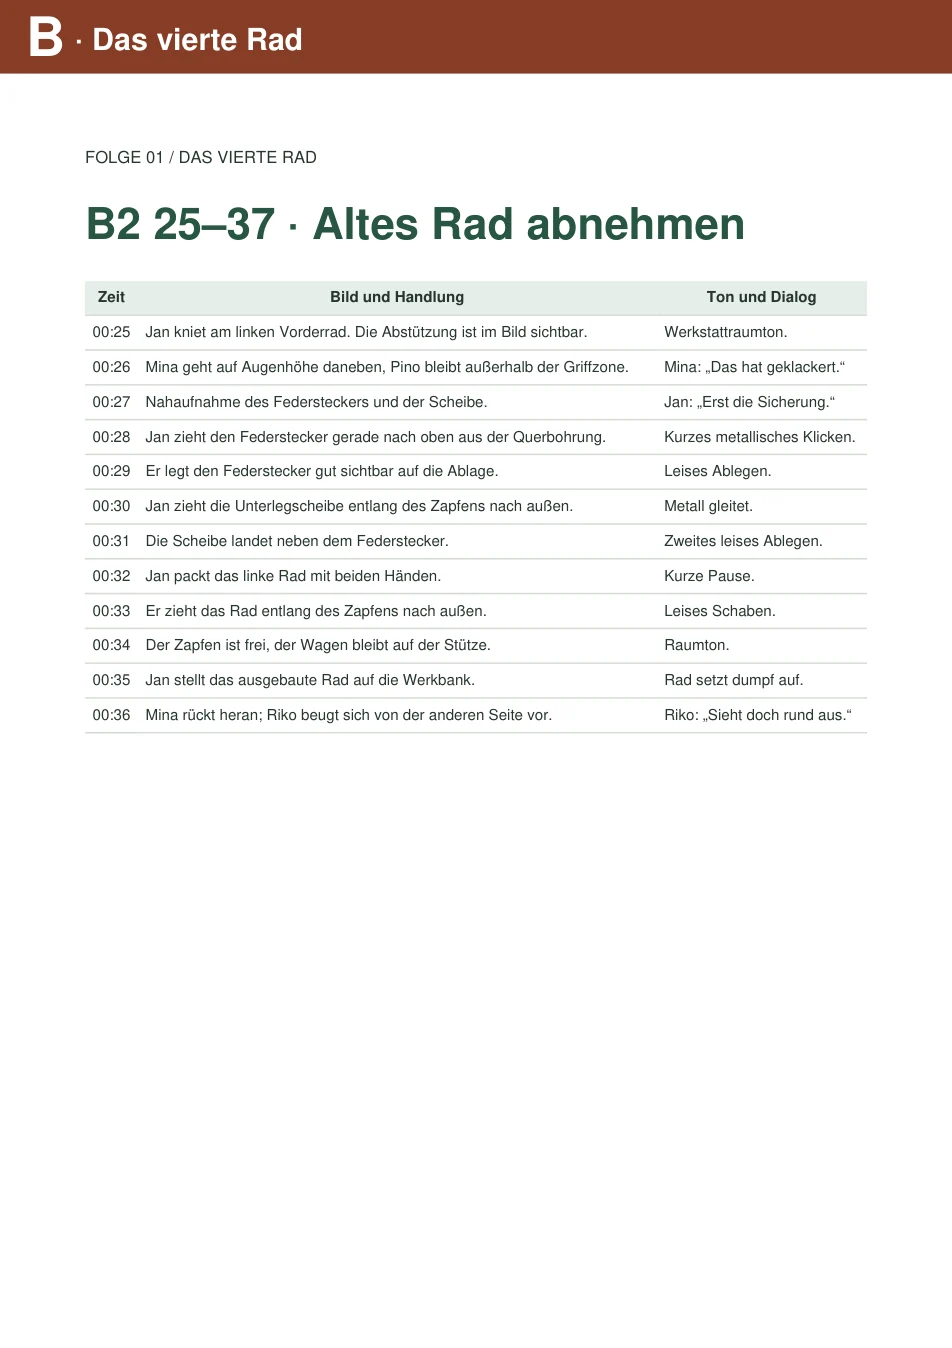 B · Das vierte Rad
FOLGE 01 / DAS VIERTE RAD
B2 25–37 · Altes Rad abnehmen
Zeit Bild und Handlung Ton und Dialog
00:25 Jan kniet am linken Vorderrad. Die Abstützung ist im Bild sichtbar. Werkstattraumton.
00:26 Mina geht auf Augenhöhe daneben, Pino bleibt außerhalb der Griffzone. Mina: „Das hat geklackert.“
00:27 Nahaufnahme des Federsteckers und der Scheibe. Jan: „Erst die Sicherung.“
00:28 Jan zieht den Federstecker gerade nach oben aus der Querbohrung. Kurzes metallisches Klicken.
00:29 Er legt den Federstecker gut sichtbar auf die Ablage. Leises Ablegen.
00:30 Jan zieht die Unterlegscheibe entlang des Zapfens nach außen. Metall gleitet.
00:31 Die Scheibe landet neben dem Federstecker. Zweites leises Ablegen.
00:32 Jan packt das linke Rad mit beiden Händen. Kurze Pause.
00:33 Er zieht das Rad entlang des Zapfens nach außen. Leises Schaben.
00:34 Der Zapfen ist frei, der Wagen bleibt auf der Stütze. Raumton.
00:35 Jan stellt das ausgebaute Rad auf die Werkbank. Rad setzt dumpf auf.
00:36 Mina rückt heran; Riko beugt sich von der anderen Seite vor. Riko: „Sieht doch rund aus.“